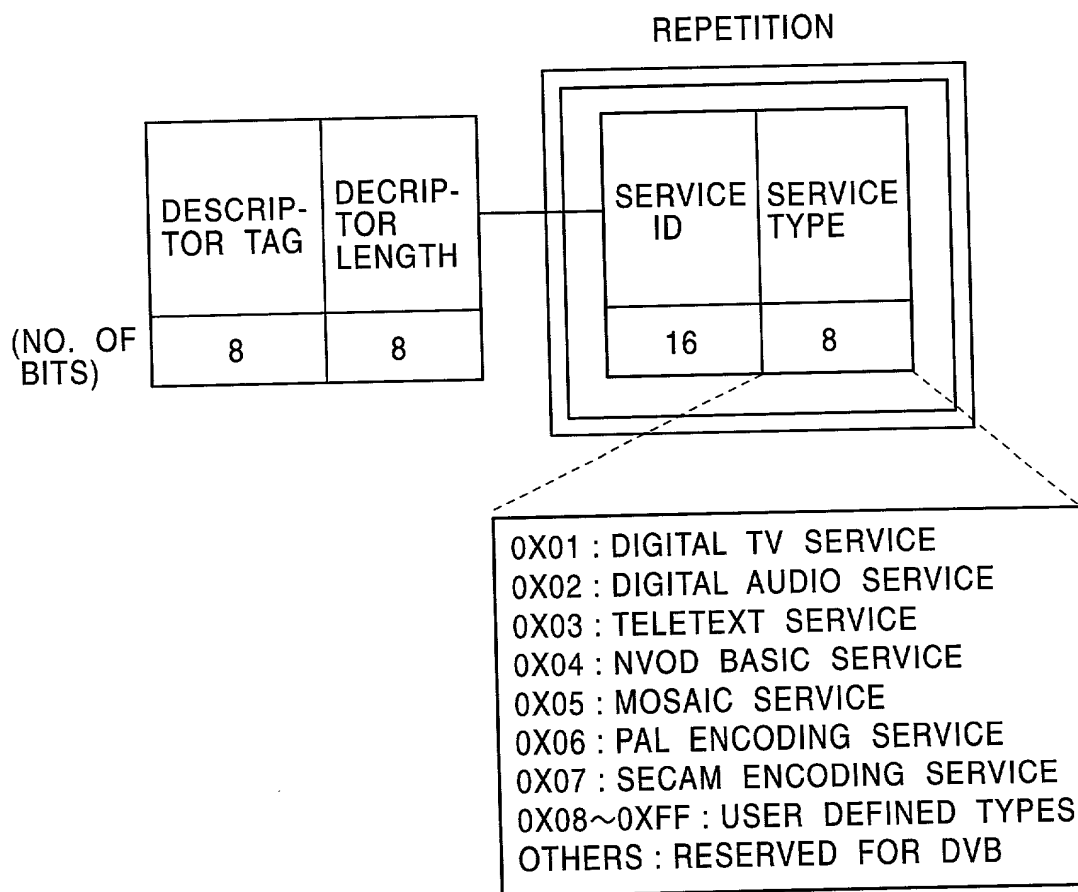 REPETITION
DESCRIP-
TOR TAG
DECRIP-
TOR
LENGTH
SERVICE
ID
SERVICE
TYPE
(NO. OF
BITS)
8
8
16
8
0X01 : DIGITAL TV SERVICE
0X02 : DIGITAL AUDIO SERVICE
0X03 : TELETEXT SERVICE
0X04 : NVOD BASIC SERVICE
0X05 : MOSAIC SERVICE
0X06 : PAL ENCODING SERVICE
0X07 : SECAM ENCODING SERVICE
0X08~0XFF : USER DEFINED TYPES
OTHERS : RESERVED FOR DVB